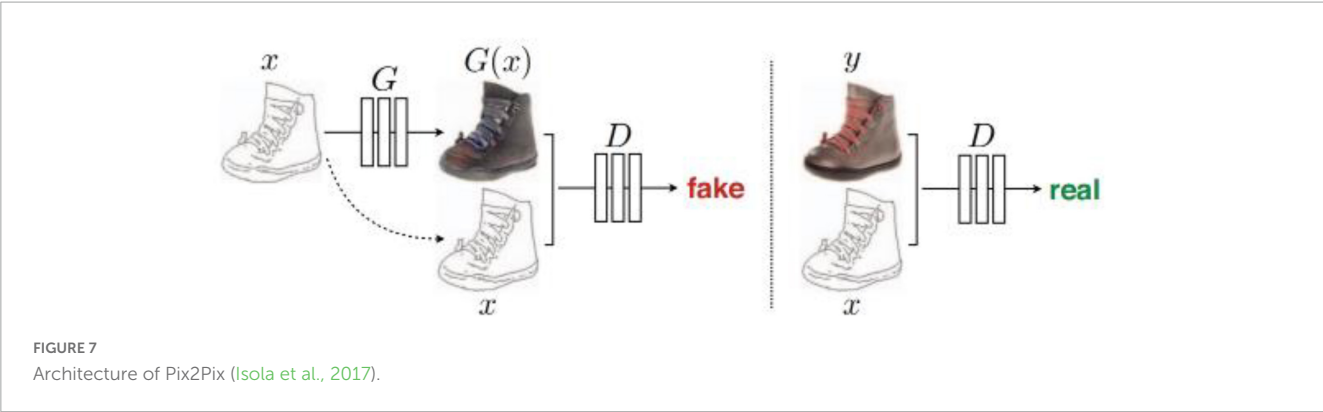 x
G
G(x)
D
fake
x
y
D
real
x
FIGURE 7
Architecture of Pix2Pix (Isola et al., 2017).